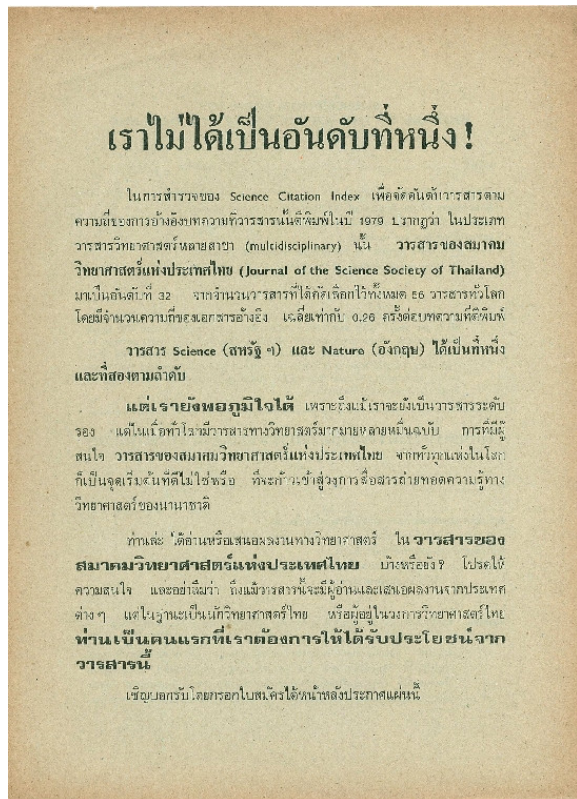 เราไม่ได้เป็นอันดับที่หนึ่ง!
ในการสำรวจของ Science Citation Index เพื่อจัดอันดับวารสารตาม
ความถี่ของการอ้างอิงบทความที่วารสารนั้นตีพิมพ์ในปี 1979 ปรากฏว่า ในประเภท
วารสารวิทยาศาสตร์หลายสาขา (multidisciplinary) นั้น วารสารของสมาคม
วิทยาศาสตร์แห่งประเทศไทย (Journal of the Science Society of Thailand)
มาเป็นอันดับที่ 32 จากจำนวนวารสารที่ได้คัดเลือกไว้ทั้งหมด 56 วารสารทั่วโลก
โดยมีจำนวนความถี่ของเอกสารอ้างอิง เฉลี่ยเท่ากับ 0.26 ครั้งต่อบทความที่ตีพิมพ์
วารสาร Science (สหรัฐ ๆ) และ Nature (อังกฤษ) ได้เป็นที่หนึ่ง
และที่สองตามลำดับ
แต่เรายังพอภูมิใจได้ เพราะถึงแม้เราจะยังเป็นวารสารระดับ
รอง แต่ในเมื่อทั่วโลกมีวารสารทางวิทยาศาสตร์มากมายหลายหมื่นฉบับ การที่มีผู้
สนใจ วารสารของสมาคมวิทยาศาสตร์แห่งประเทศไทย จากทั่วทุกแห่งในโลก
ก็เป็นจุดเริ่มต้นที่ดีไม่ใช่หรือ ที่จะก้าวเข้าสู่วงการสื่อสารถ่ายทอดความรู้ทาง
วิทยาศาสตร์ของนานาชาติ
ท่านล่ะ ได้อ่านหรือเสนอผลงานทางวิทยาศาสตร์ ใน วารสารของ
สมาคมวิทยาศาสตร์แห่งประเทศไทย บ้างหรือยัง? โปรดให้
ความสนใจ และอย่าลืมว่า ถึงแม้วารสารนี้จะมีผู้อ่านและเสนอผลงานจากประเทศ
ต่าง ๆ แต่ในฐานะเป็นนักวิทยาศาสตร์ไทย หรือผู้อยู่ในวงการวิทยาศาสตร์ไทย
ท่านเป็นคนแรกที่เราต้องการให้ได้รับประโยชน์จาก
วารสารนี้
เชิญบอกรับโดยกรอกใบสมัครได้หน้าหลังประกาศแผ่นนี้